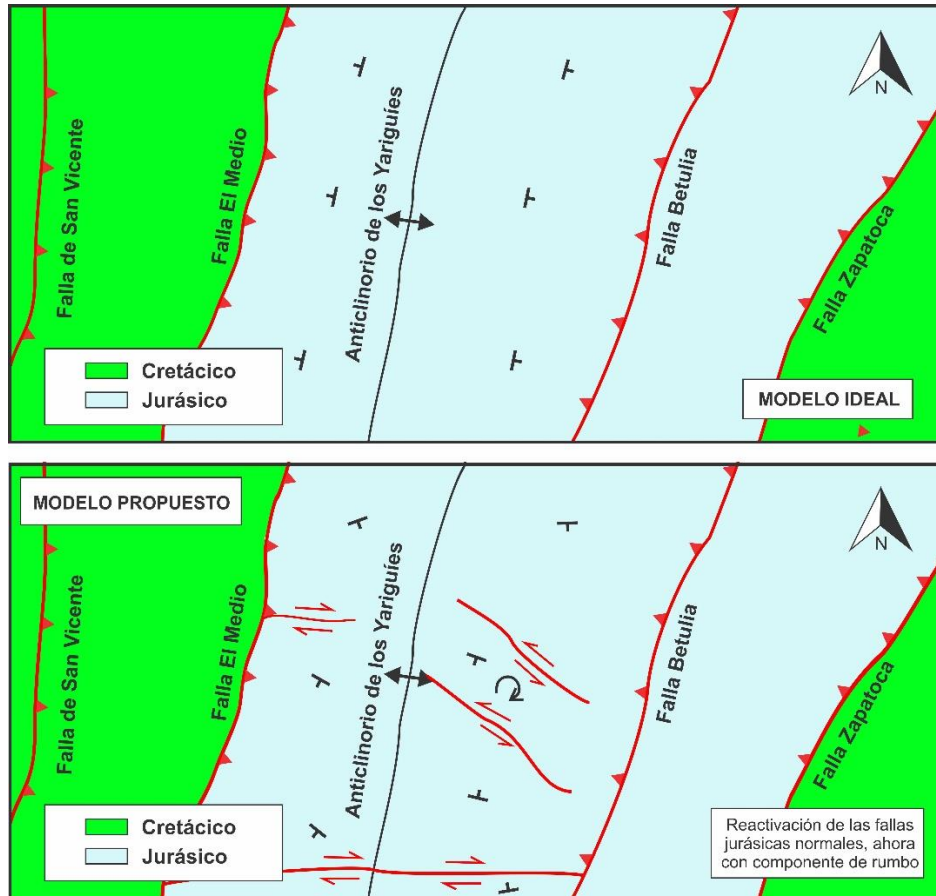 Falla de San Vicente
Falla El Medio
Anticlinorio de los Yariguíes
Falla Betulia
Falla Zapatoca
N
Cretácico
Jurásico
MODELO IDEAL
MODELO PROPUESTO
Falla de San Vicente
Falla El Medio
Anticlinorio de los Yariguíes
Falla Betulia
Falla Zapatoca
N
Cretácico
Jurásico
Reactivación de las fallas
jurásicas normales, ahora
con componente de rumbo